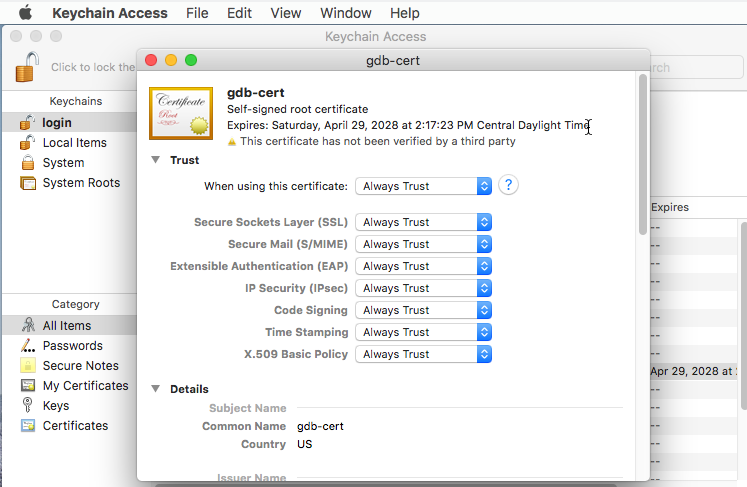 Keychain Access File Edit View Window Help
Keychain Access
gdb-cert
Click to lock the
rch
Keychains
login
Local Items
System
System Roots
Category
All Items
Passwords
Secure Notes
My Certificates
Keys
Certificates
Certificate
Root
gdb-cert
Self-signed root certificate
Expires: Saturday, April 29, 2028 at 2:17:23 PM Central Daylight Time
This certificate has not been verified by a third party
Trust
When using this certificate: Always Trust ?
Secure Sockets Layer (SSL) Always Trust
Secure Mail (S/MIME) Always Trust
Extensible Authentication (EAP) Always Trust
IP Security (IPsec) Always Trust
Code Signing Always Trust
Time Stamping Always Trust
X.509 Basic Policy Always Trust
Details
Subject Name
Common Name gdb-cert
Country US
Issuer Name
Expires
--
--
--
--
--
--
--
--
Apr 29, 2028 at
--
--
--
--
--